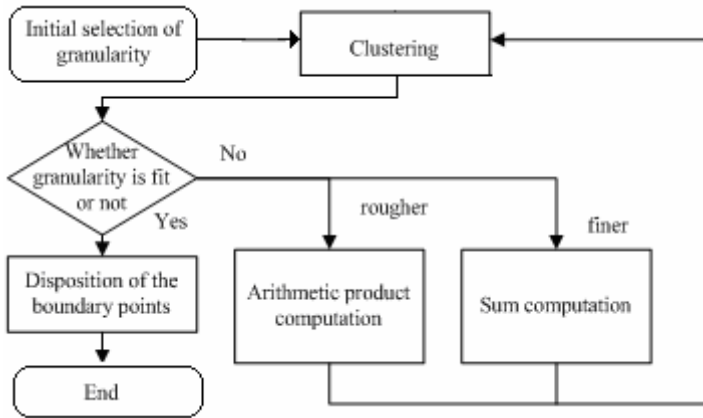 Initial selection of
granularity
Clustering
Whether
granularity is fit
or not
No
Yes
rougher
finer
Disposition of the
boundary points
Arithmetic product
computation
Sum computation
End